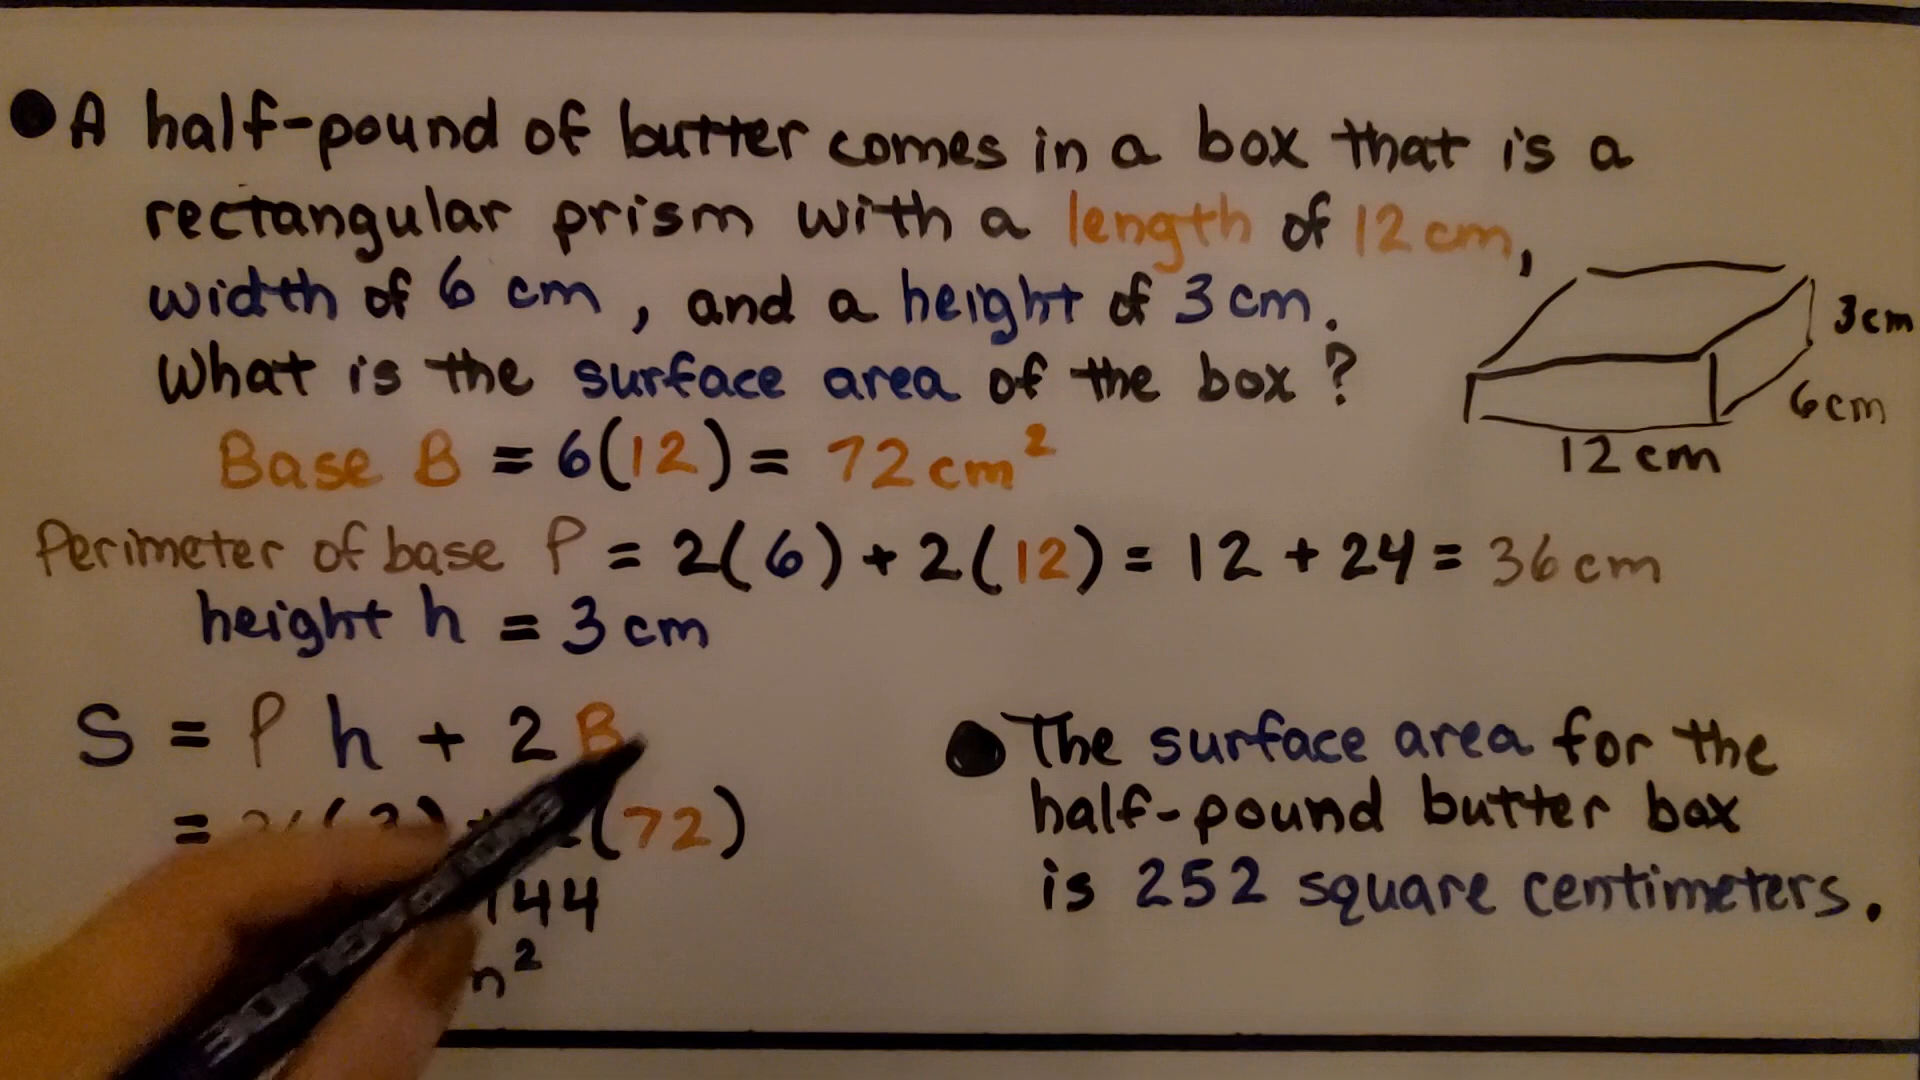 A half-pound of butter comes in a box that is a
rectangular prism with a length of 12 cm,
width of 6 cm, and a height of 3 cm.
What is the surface area of the box?
3cm
6cm
12 cm
Base B = 6(12) = 72 cm²
Perimeter of base P = 2(6) + 2(12) = 12 + 24 = 36 cm
height h = 3 cm
S = P h + 2 B
= (72)
144
²
The surface area for the
half-pound butter box
is 252 square centimeters.